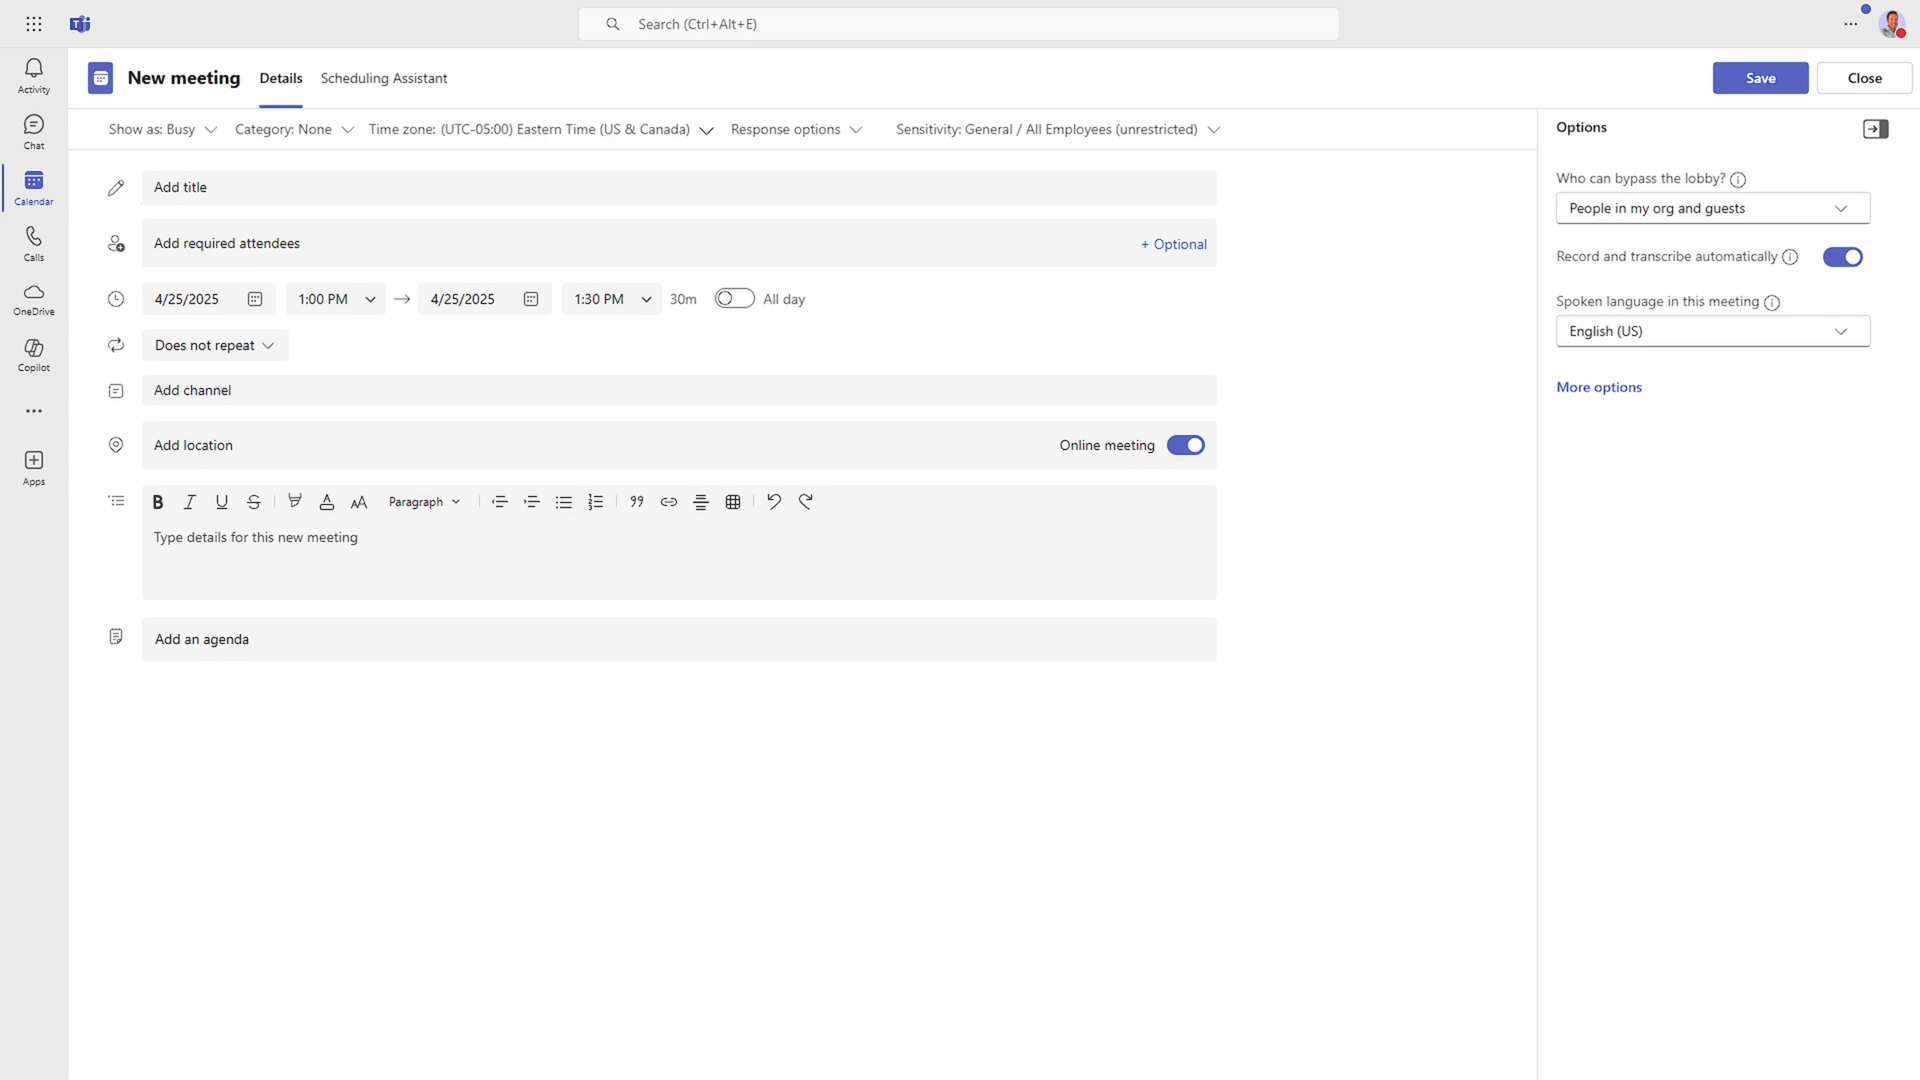 Search (Ctrl+Alt+E)
New meeting Details Scheduling Assistant Save Close
Activity
Chat
Calendar
Calls
OneDrive
Copilot
Apps
Show as: Busy Category: None Time zone: (UTC-05:00) Eastern Time (US & Canada) Response options Sensitivity: General / All Employees (unrestricted)
Add title
Add required attendees + Optional
4/25/2025 1:00 PM → 4/25/2025 1:30 PM 30m All day
Does not repeat
Add channel
Add location Online meeting
Paragraph
Type details for this new meeting
Add an agenda
Options
Who can bypass the lobby?
People in my org and guests
Record and transcribe automatically
Spoken language in this meeting
English (US)
More options